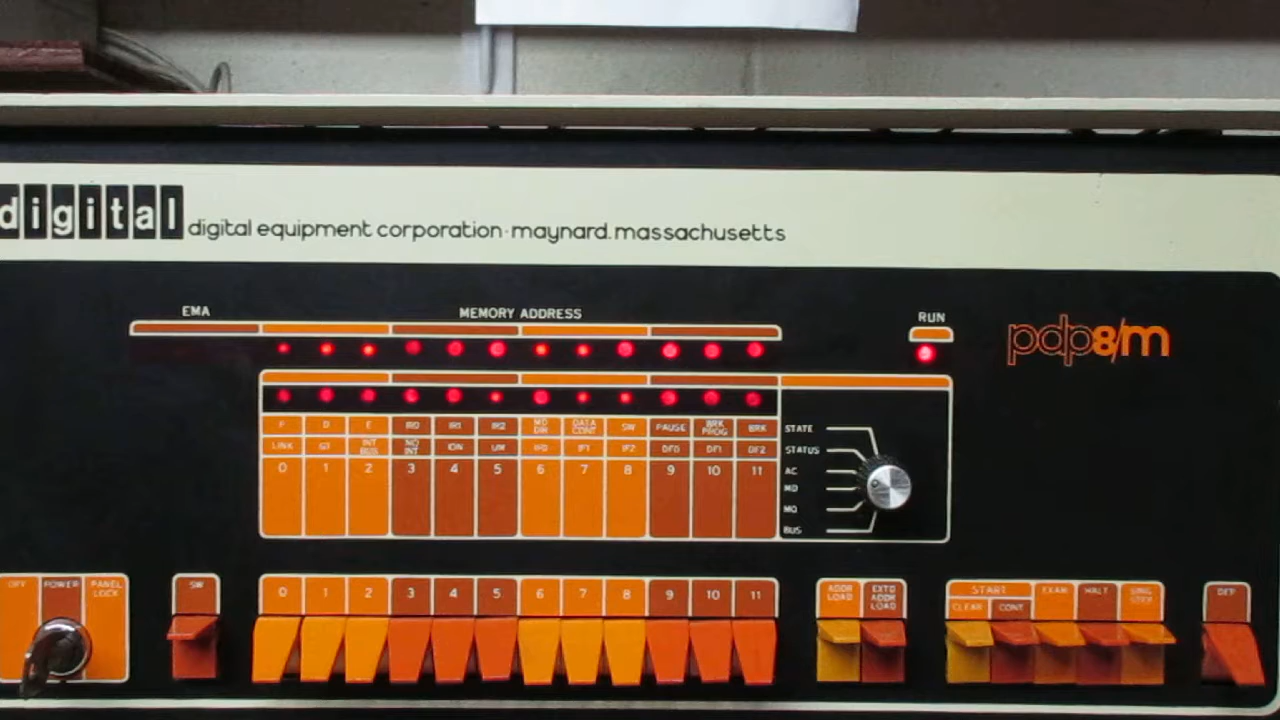 digital digital equipment corporation·maynard.massachusetts
EMA MEMORY ADDRESS RUN
pdp8/m
F D E IR0 IR1 IR2 MD DIR DATA CONT SW PAUSE BRK PROG BRK
LINK GT INT BUS NO INT ION UM IF0 IF1 IF2 DF0 DF1 DF2
0 1 2 3 4 5 6 7 8 9 10 11
STATE
STATUS
AC
MD
MQ
BUS
OFF POWER PANEL LOCK
SW
0 1 2 3 4 5 6 7 8 9 10 11
ADDR LOAD EXTD ADDR LOAD
START
CLEAR CONT EXAM HALT SING STEP
DEP